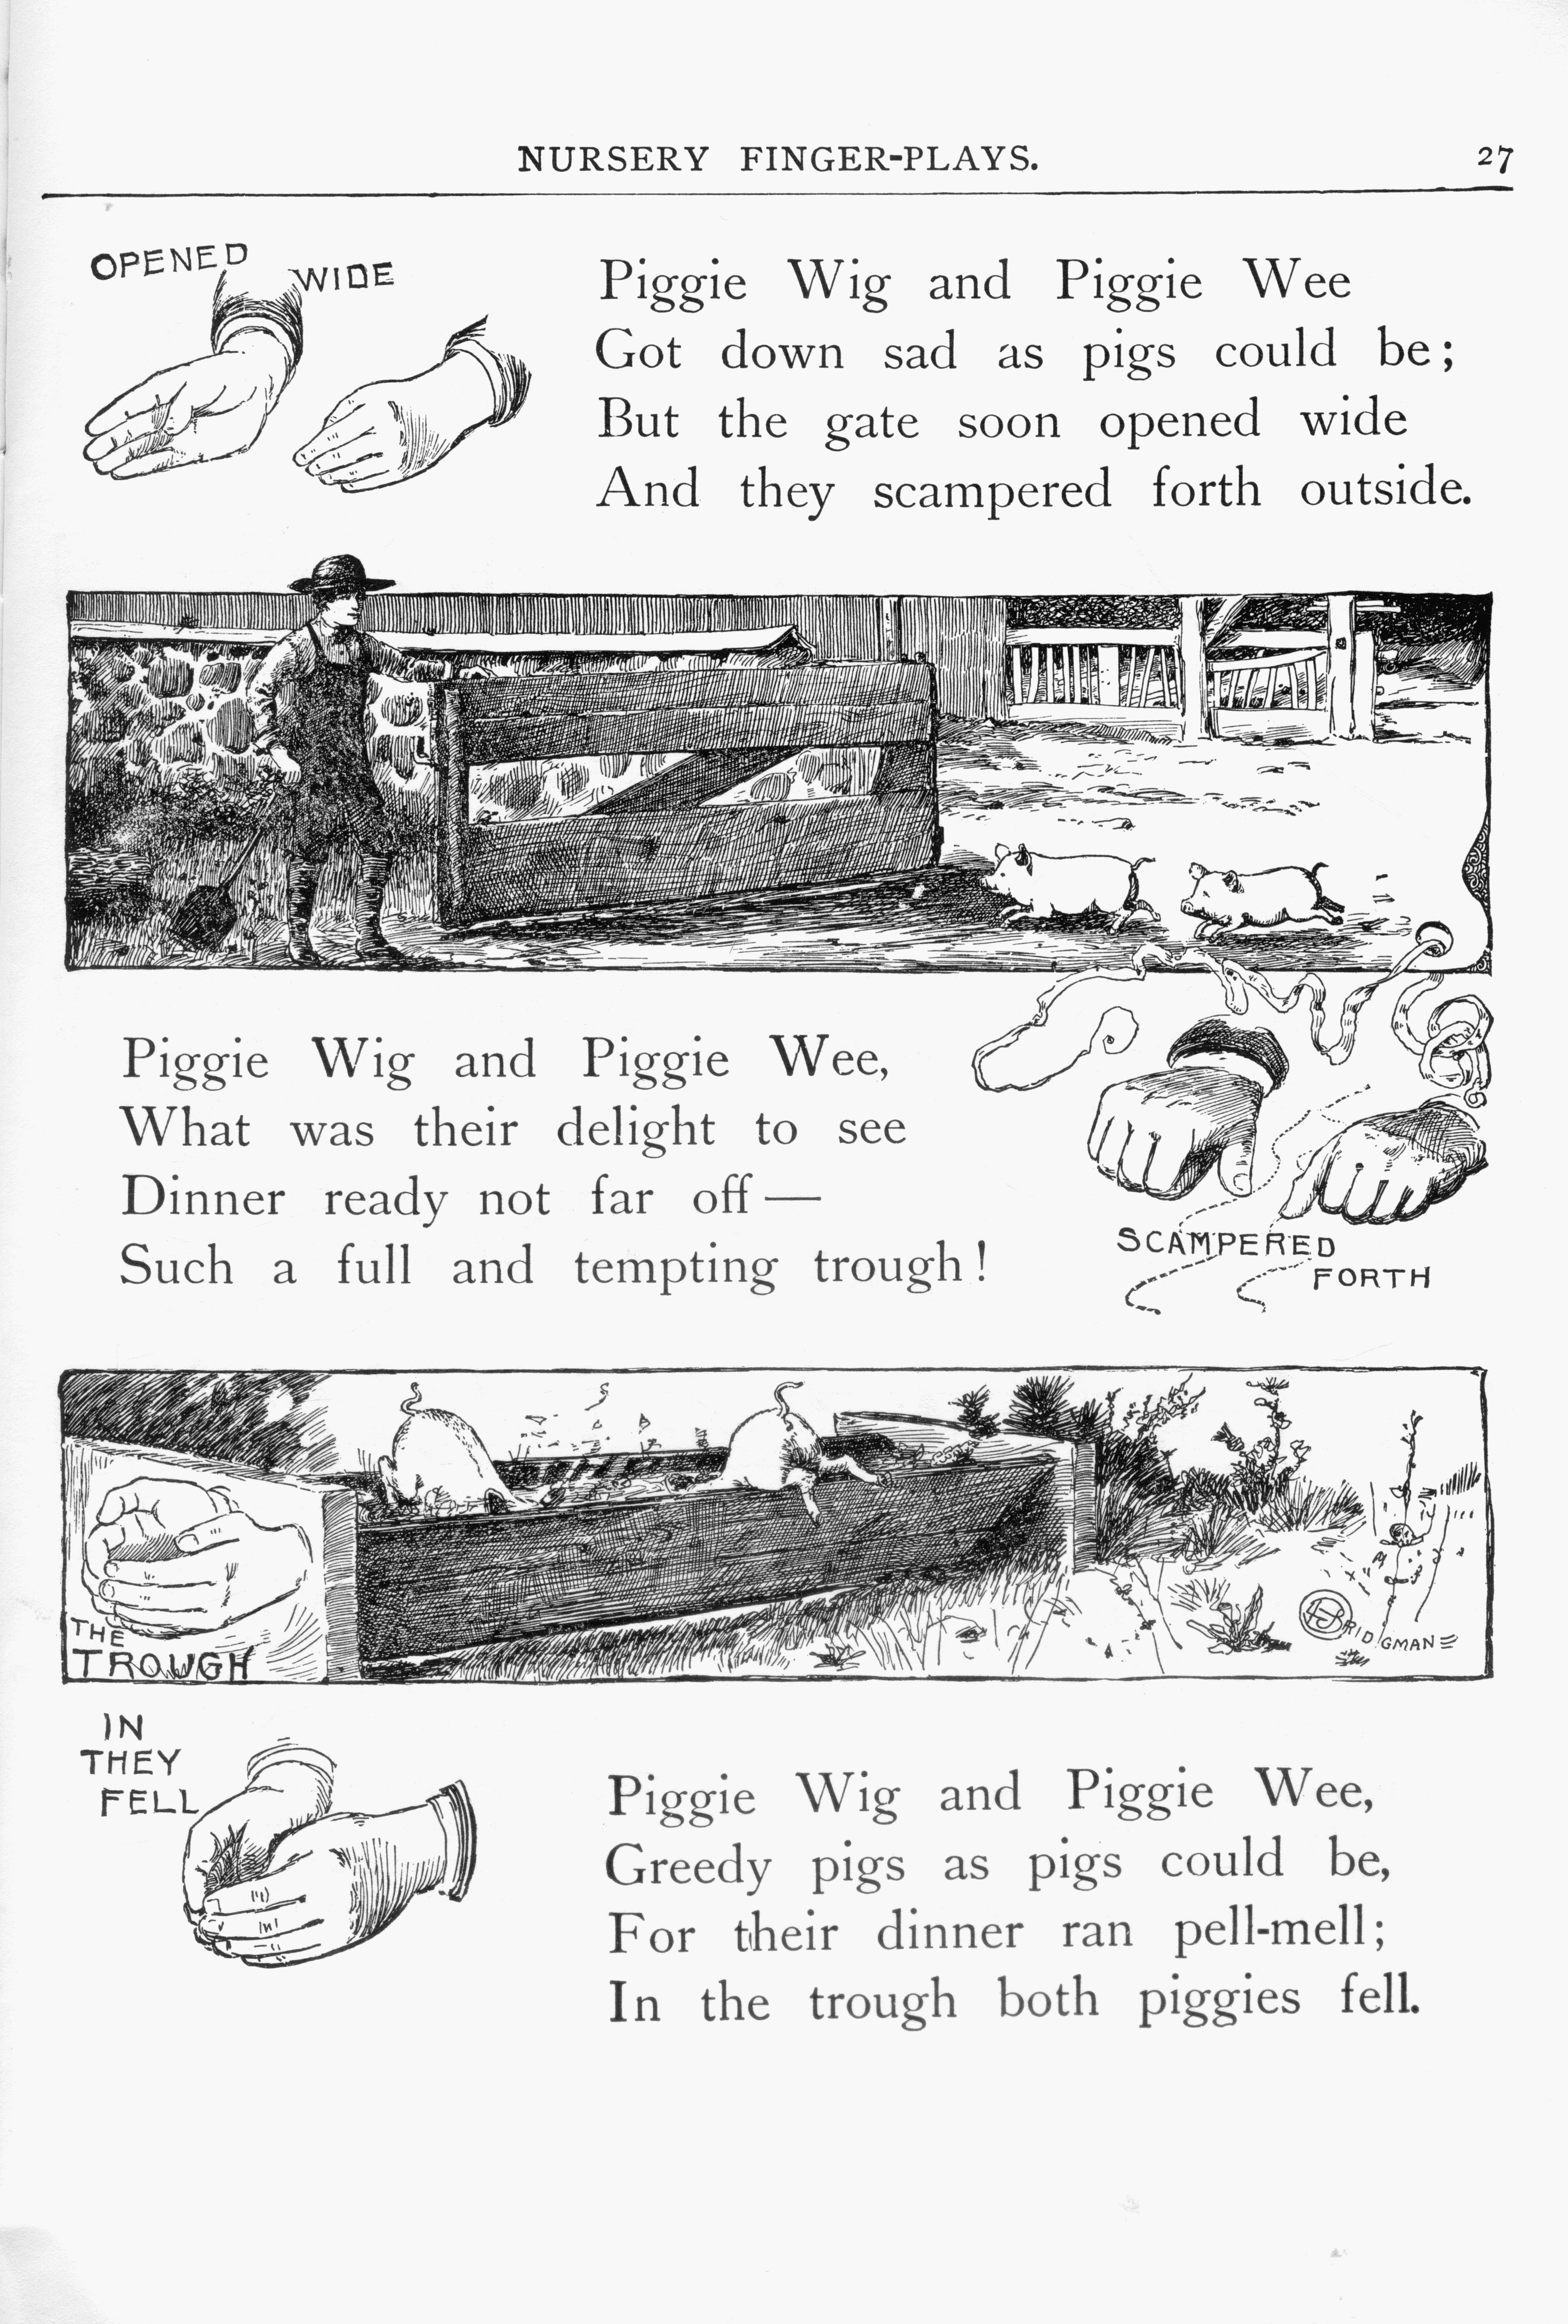 NURSERY FINGER-PLAYS. 27
OPENED WIDE
Piggie Wig and Piggie Wee
Got down sad as pigs could be;
But the gate soon opened wide
And they scampered forth outside.
Piggie Wig and Piggie Wee,
What was their delight to see
Dinner ready not far off —
Such a full and tempting trough!
SCAMPERED
FORTH
THE
TROUGH
BRIDGMAN
IN
THEY
FELL
Piggie Wig and Piggie Wee,
Greedy pigs as pigs could be,
For their dinner ran pell-mell;
In the trough both piggies fell.